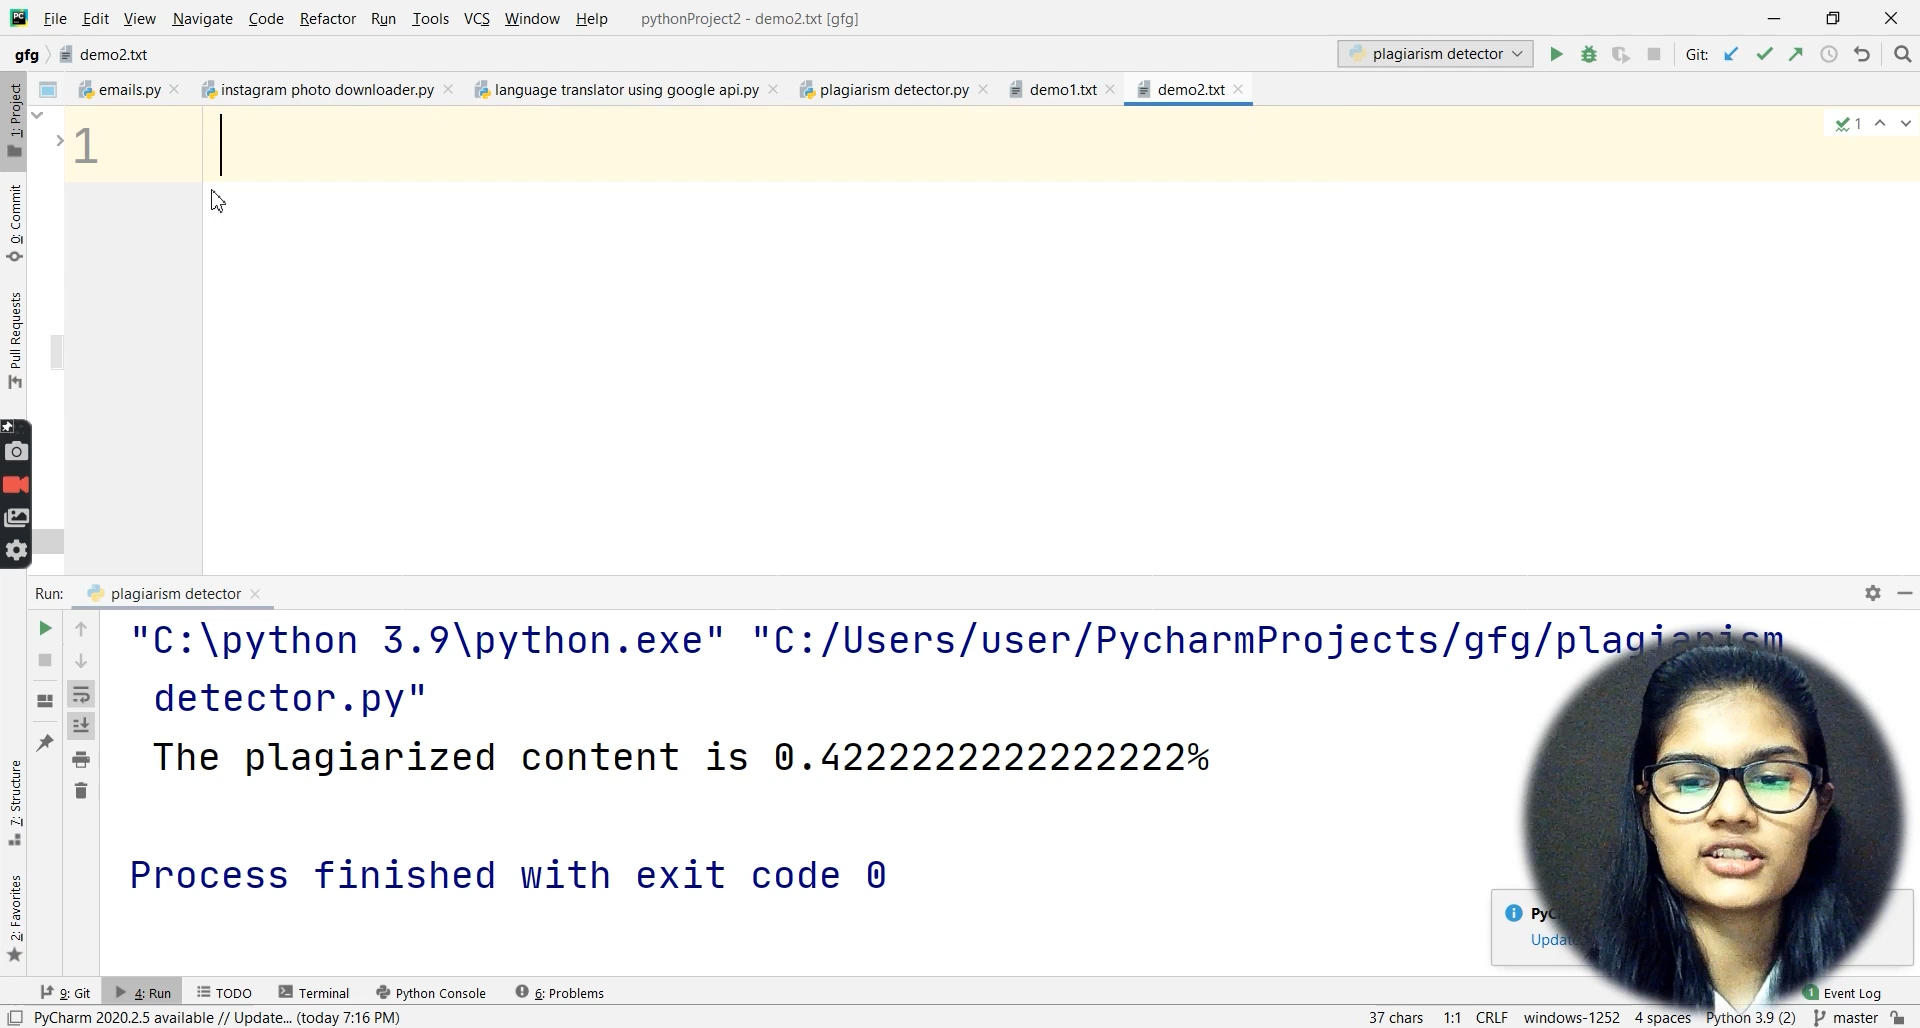 File Edit View Navigate Code Refactor Run Tools VCS Window Help pythonProject2 - demo2.txt [gfg]
gfg demo2.txt plagiarism detector Git:
emails.py instagram photo downloader.py language translator using google api.py plagiarism detector.py demo1.txt demo2.txt
1: Project
0: Commit
Pull Requests
7: Structure
2: Favorites
1
1
Run: plagiarism detector
"C:\python 3.9\python.exe" "C:/Users/user/PycharmProjects/gfg/plagiarism
detector.py"
The plagiarized content is 0.4222222222222222%
Process finished with exit code 0
9: Git 4: Run TODO Terminal Python Console 6: Problems 1 Event Log
PyCharm 2020.2.5 available // Update... (today 7:16 PM) 37 chars 1:1 CRLF windows-1252 4 spaces Python 3.9 (2) master